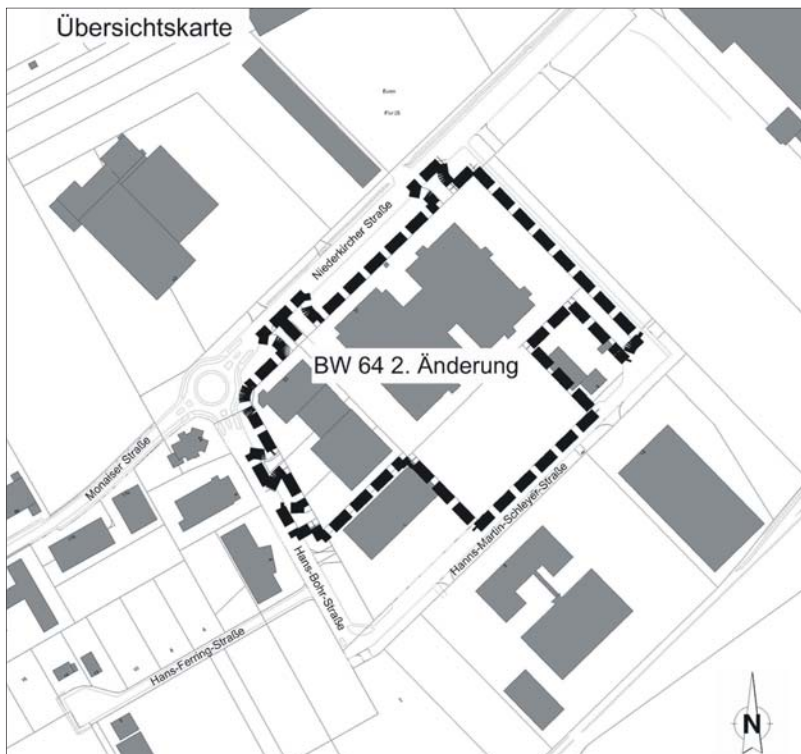 Übersichtskarte
Niederkircher Straße
BW 64 2. Änderung
Monaiser Straße
Hanns-Martin-Schleyer-Straße
Hans-Bohr-Straße
Hans-Ferring-Straße
N